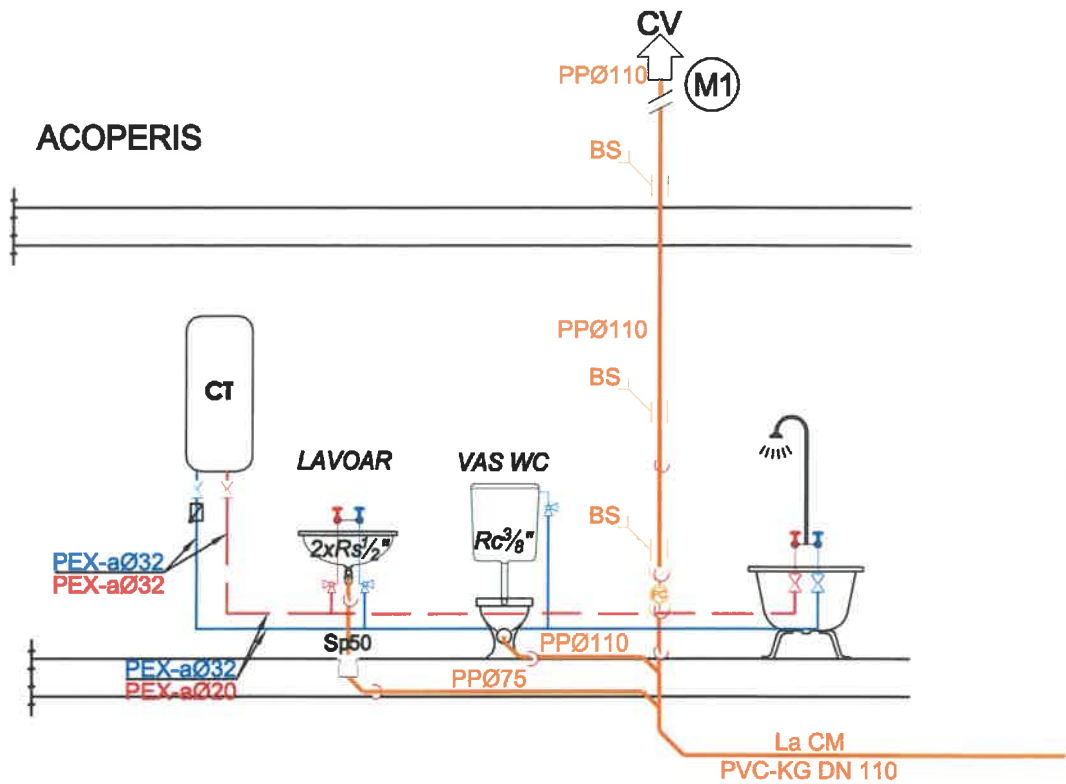 CV
PPØ110
M1
ACOPERIS
BS
PPØ110
BS
CT
LAVOAR
VAS WC
2xRs1/2"
Rc3/8"
BS
PEX-aØ32
PEX-aØ32
Sp50
PPØ110
PEX-aØ32
PEX-aØ20
PPØ75
La CM
PVC-KG DN 110